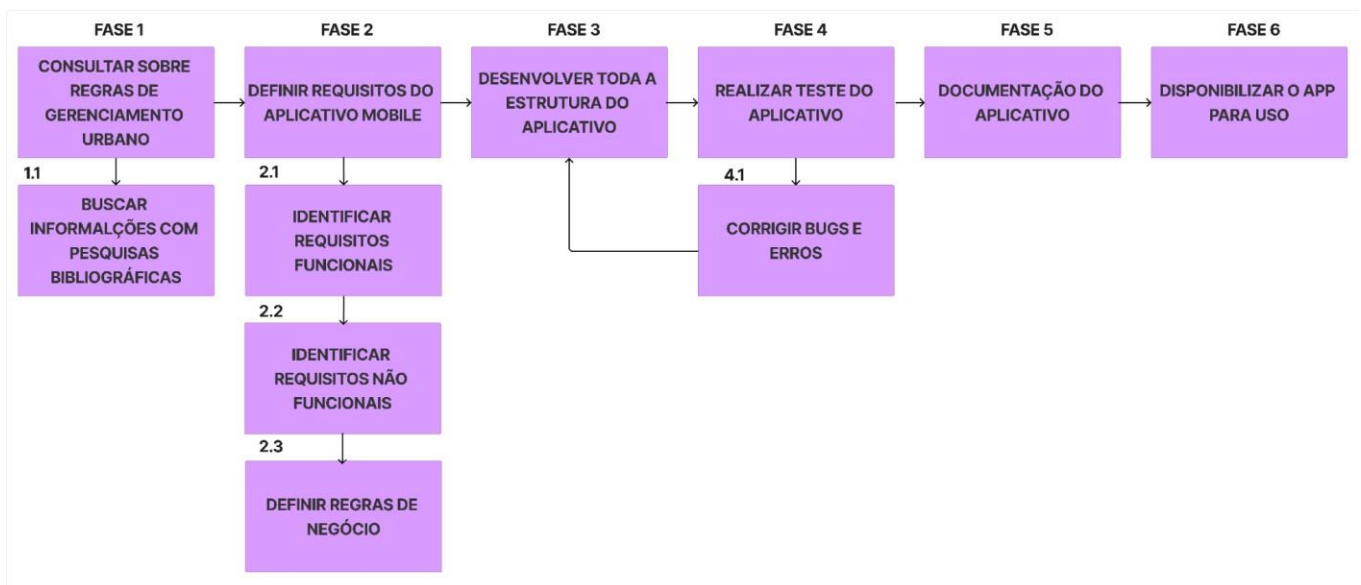 FASE 1
CONSULTAR SOBRE
REGRAS DE
GERENCIAMENTO
URBANO
1.1
BUSCAR
INFORMALÇÕES COM
PESQUISAS
BIBLIOGRÁFICAS
FASE 2
DEFINIR REQUISITOS DO
APLICATIVO MOBILE
2.1
IDENTIFICAR
REQUISITOS
FUNCIONAIS
2.2
IDENTIFICAR
REQUISITOS NÃO
FUNCIONAIS
2.3
DEFINIR REGRAS DE
NEGÓCIO
FASE 3
DESENVOLVER TODA A
ESTRUTURA DO
APLICATIVO
FASE 4
REALIZAR TESTE DO
APLICATIVO
4.1
CORRIGIR BUGS E
ERROS
FASE 5
DOCUMENTAÇÃO DO
APLICATIVO
FASE 6
DISPONIBILIZAR O APP
PARA USO